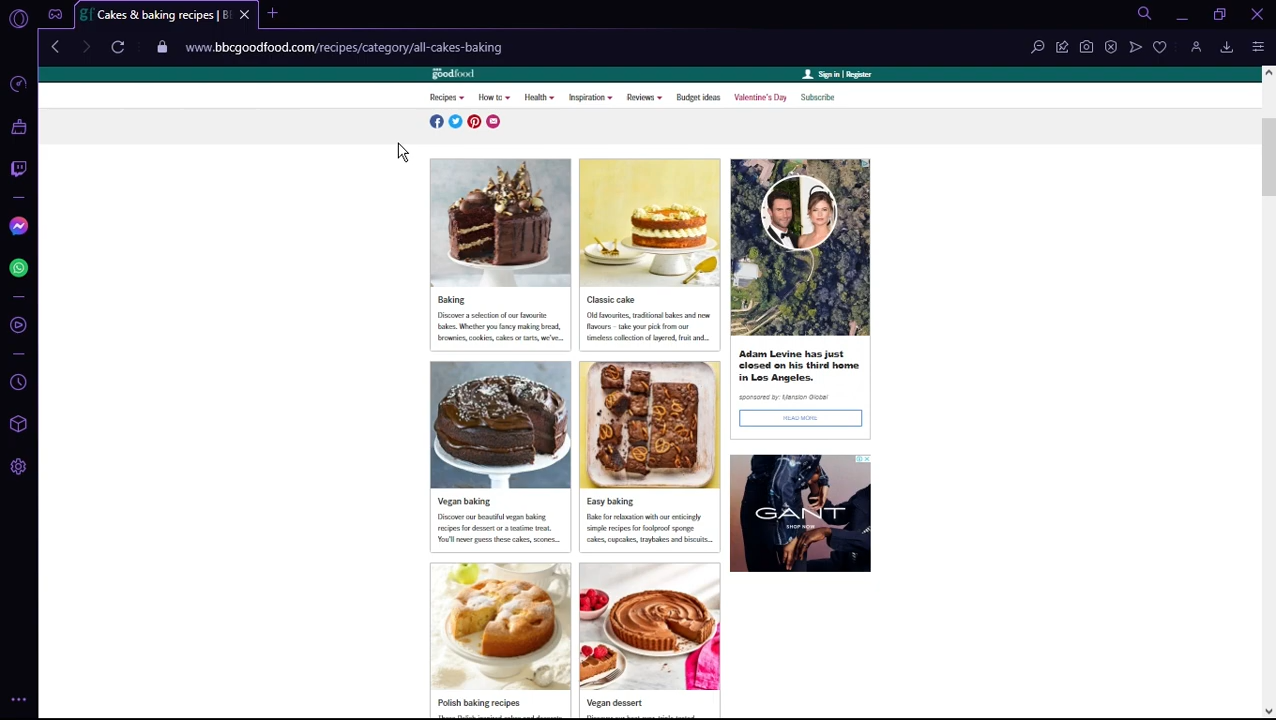 Cakes & baking recipes | B
www.bbcgoodfood.com/recipes/category/all-cakes-baking
goodfood
Sign in | Register
Recipes How to Health Inspiration Reviews Budget ideas Valentine's Day Subscribe
Baking
Discover a selection of our favourite
bakes. Whether you fancy making bread,
brownies, cookies, cakes or tarts, we've...
Classic cake
Old favourites, traditional bakes and new
flavours – take your pick from our
timeless collection of layered, fruit and...
Adam Levine has just
closed on his third home
in Los Angeles.
sponsored by: Mansion Global
READ MORE
Vegan baking
Discover our beautiful vegan baking
recipes for dessert or a teatime treat.
You'll never guess these cakes, scones...
Easy baking
Bake for relaxation with our enticingly
simple recipes for foolproof sponge
cakes, cupcakes, traybakes and biscuits...
GANT
SHOP NOW
Polish baking recipes
Vegan dessert